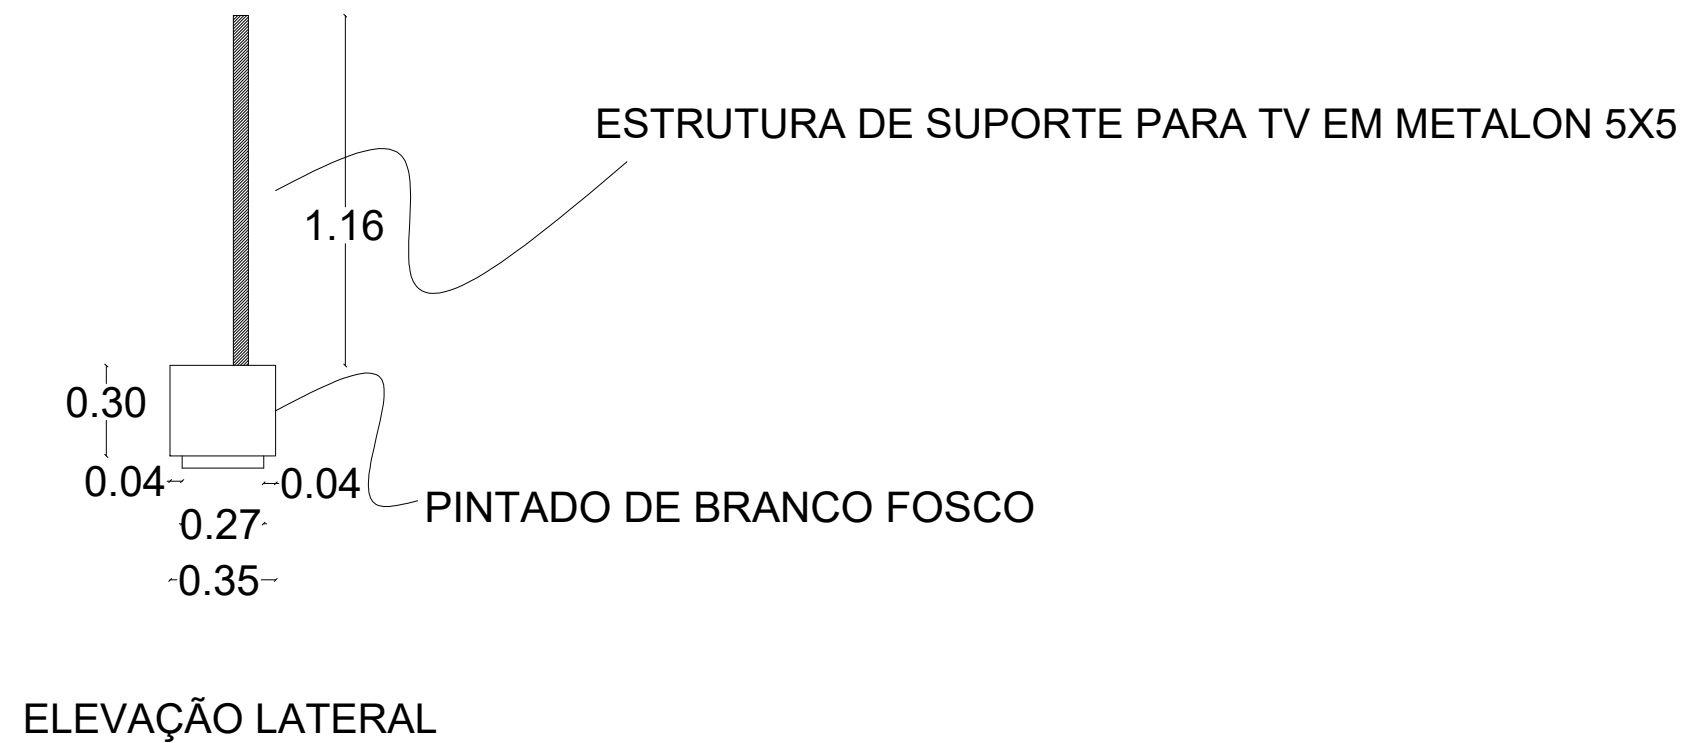 ESTRUTURA DE SUPORTE PARA TV EM METALON 5X5
1.16
0.30
0.04
0.04
PINTADO DE BRANCO FOSCO
0.27
0.35
ELEVAÇÃO LATERAL